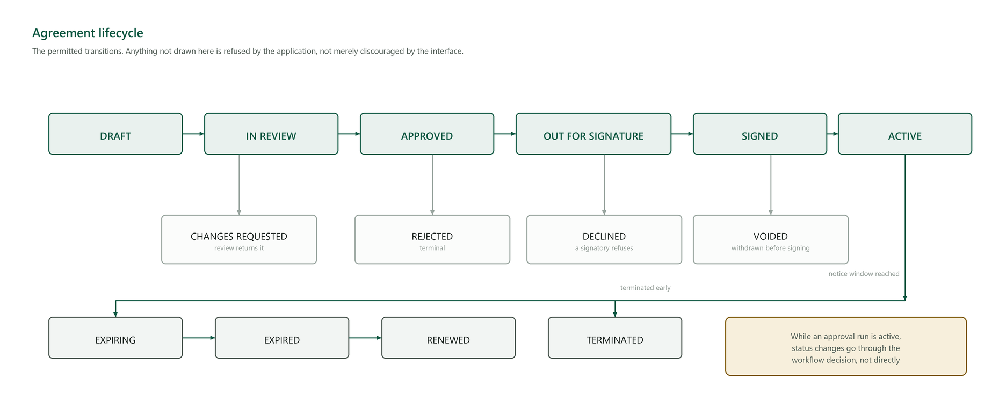 Agreement lifecycle
The permitted transitions. Anything not drawn here is refused by the application, not merely discouraged by the interface.
DRAFT
IN REVIEW
APPROVED
OUT FOR SIGNATURE
SIGNED
ACTIVE
CHANGES REQUESTED
review returns it
REJECTED
terminal
DECLINED
a signatory refuses
VOIDED
withdrawn before signing
notice window reached
terminated early
EXPIRING
EXPIRED
RENEWED
TERMINATED
While an approval run is active,
status changes go through the
workflow decision, not directly